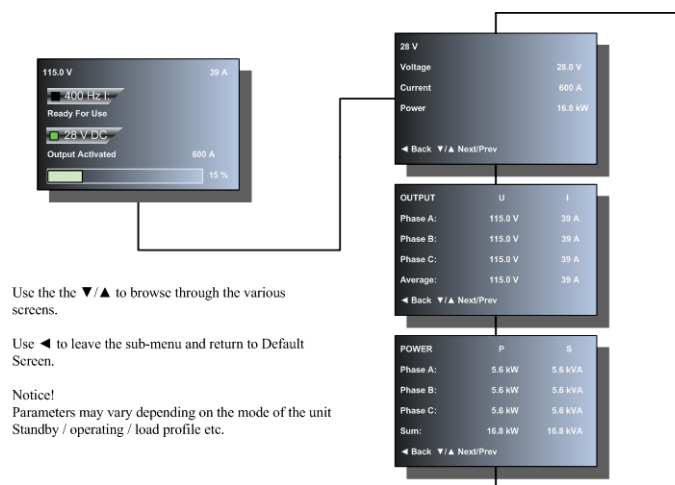 115.0 V 39 A
400 Hz I:
Ready For Use
28 V DC
Output Activated 600 A
15 %
Use the the ▼/▲ to browse through the various
screens.
Use ◄ to leave the sub-menu and return to Default
Screen.
Notice!
Parameters may vary depending on the mode of the unit
Standby / operating / load profile etc.
28 V
Voltage 28.0 V
Current 600 A
Power 16.8 kW
◄ Back ▼/▲ Next/Prev
OUTPUT U I
Phase A: 115.0 V 39 A
Phase B: 115.0 V 39 A
Phase C: 115.0 V 39 A
Average: 115.0 V 39 A
◄ Back ▼/▲ Next/Prev
POWER P S
Phase A: 5.6 kW 5.6 kVA
Phase B: 5.6 kW 5.6 kVA
Phase C: 5.6 kW 5.6 kVA
Sum: 16.8 kW 16.8 kVA
◄ Back ▼/▲ Next/Prev